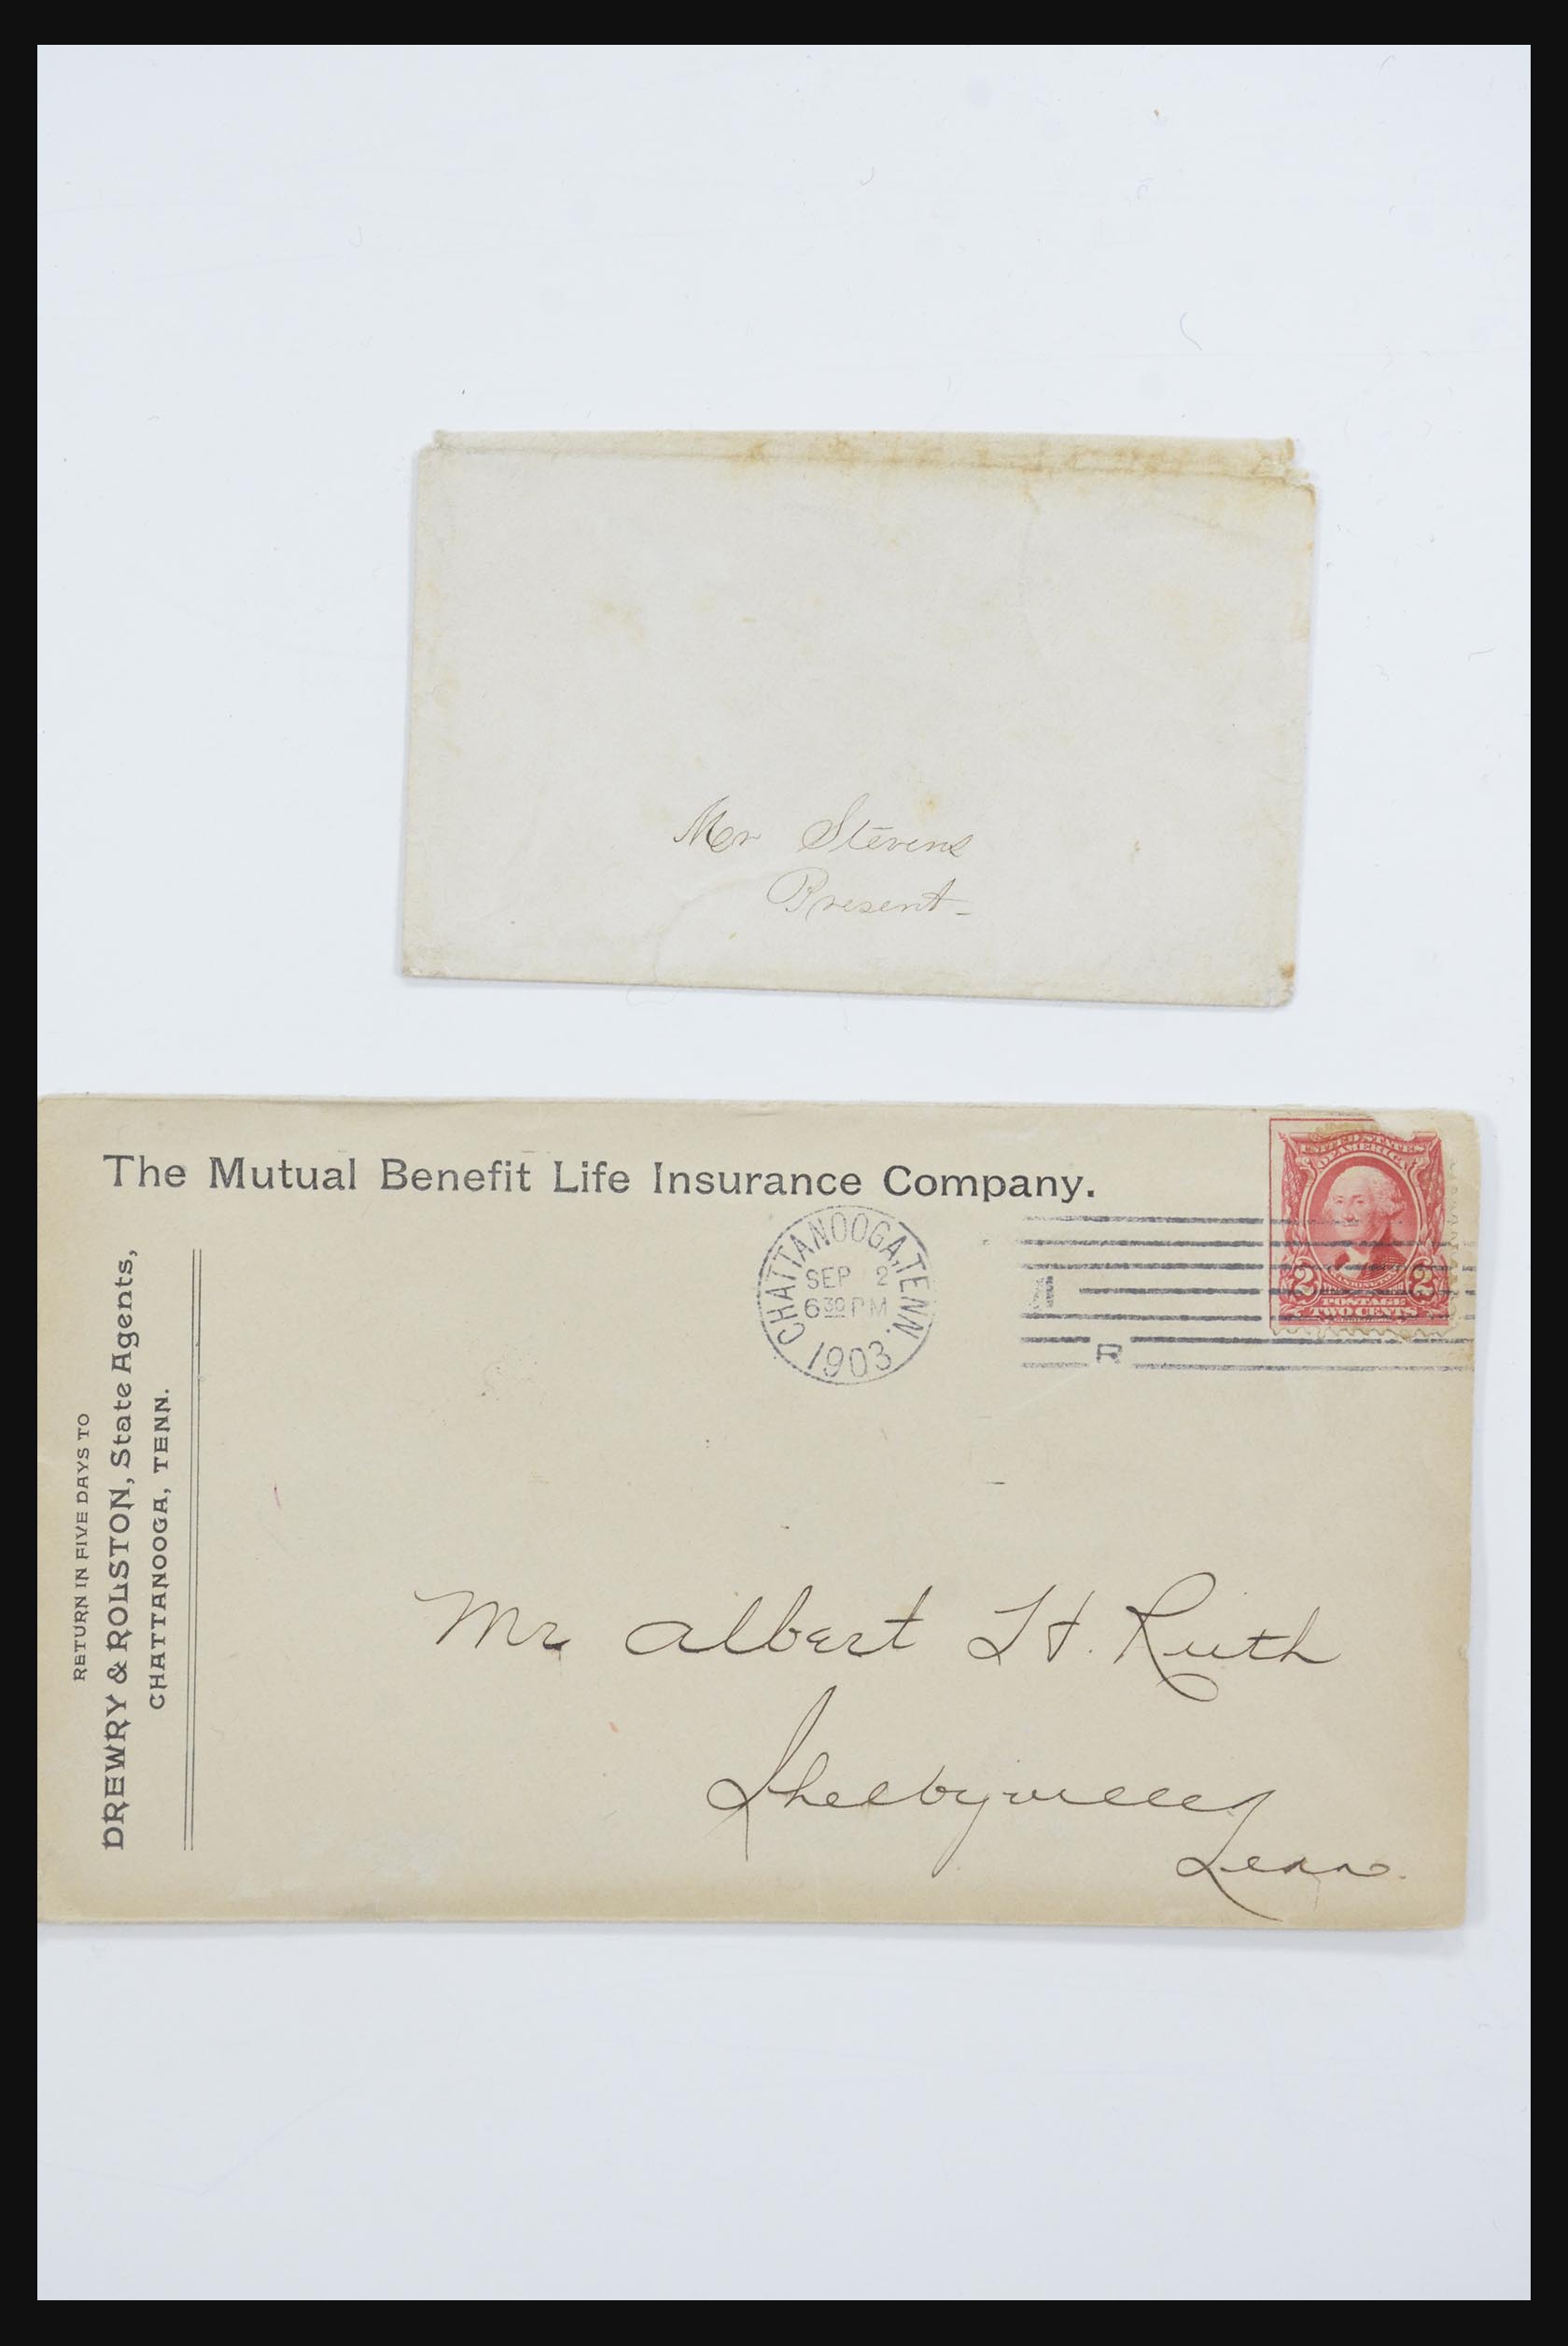 Mr Stevens
Present-
The Mutual Benefit Life Insurance Company.
RETURN IN FIVE DAYS TO
DREWRY & ROLSTON, State Agents,
CHATTANOOGA, TENN.
CHATTANOOGA, TENN.
SEP 2
6 30 PM
1903
A
R
UNITED STATES
OF AMERICA
2 2
POSTAGE
TWO CENTS
Mr Albert H. Ruth
Shelbyville
Tenn.